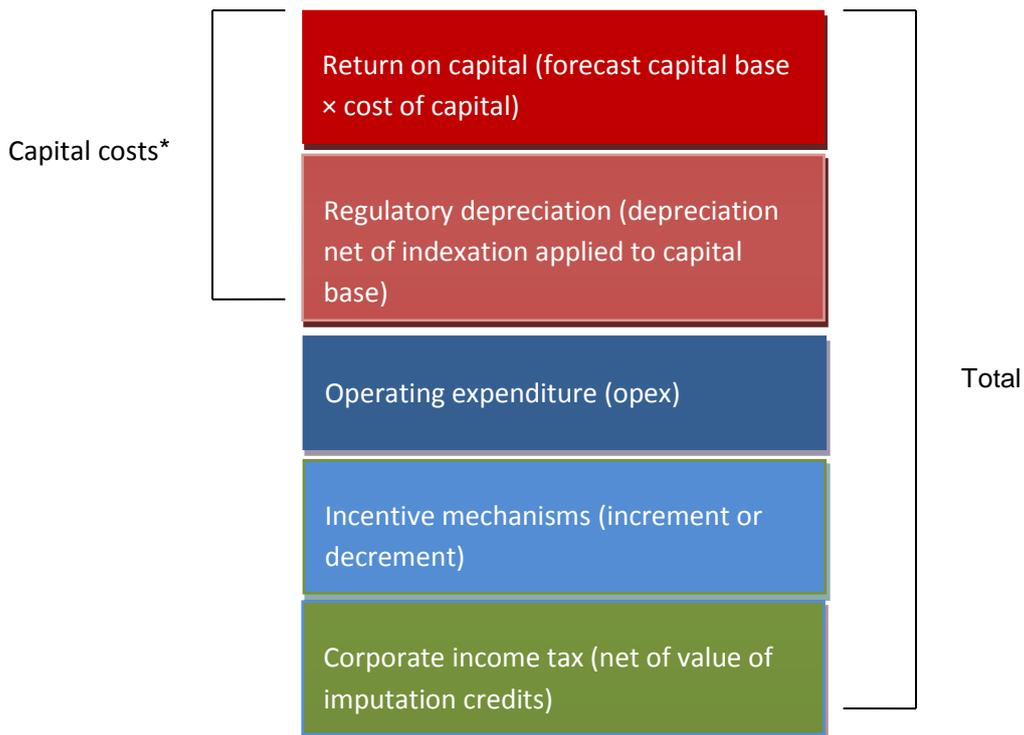 Return on capital (forecast capital base
× cost of capital)
Capital costs*
Regulatory depreciation (depreciation
net of indexation applied to capital
base)
Operating expenditure (opex)
Total
Incentive mechanisms (increment or
decrement)
Corporate income tax (net of value of
imputation credits)